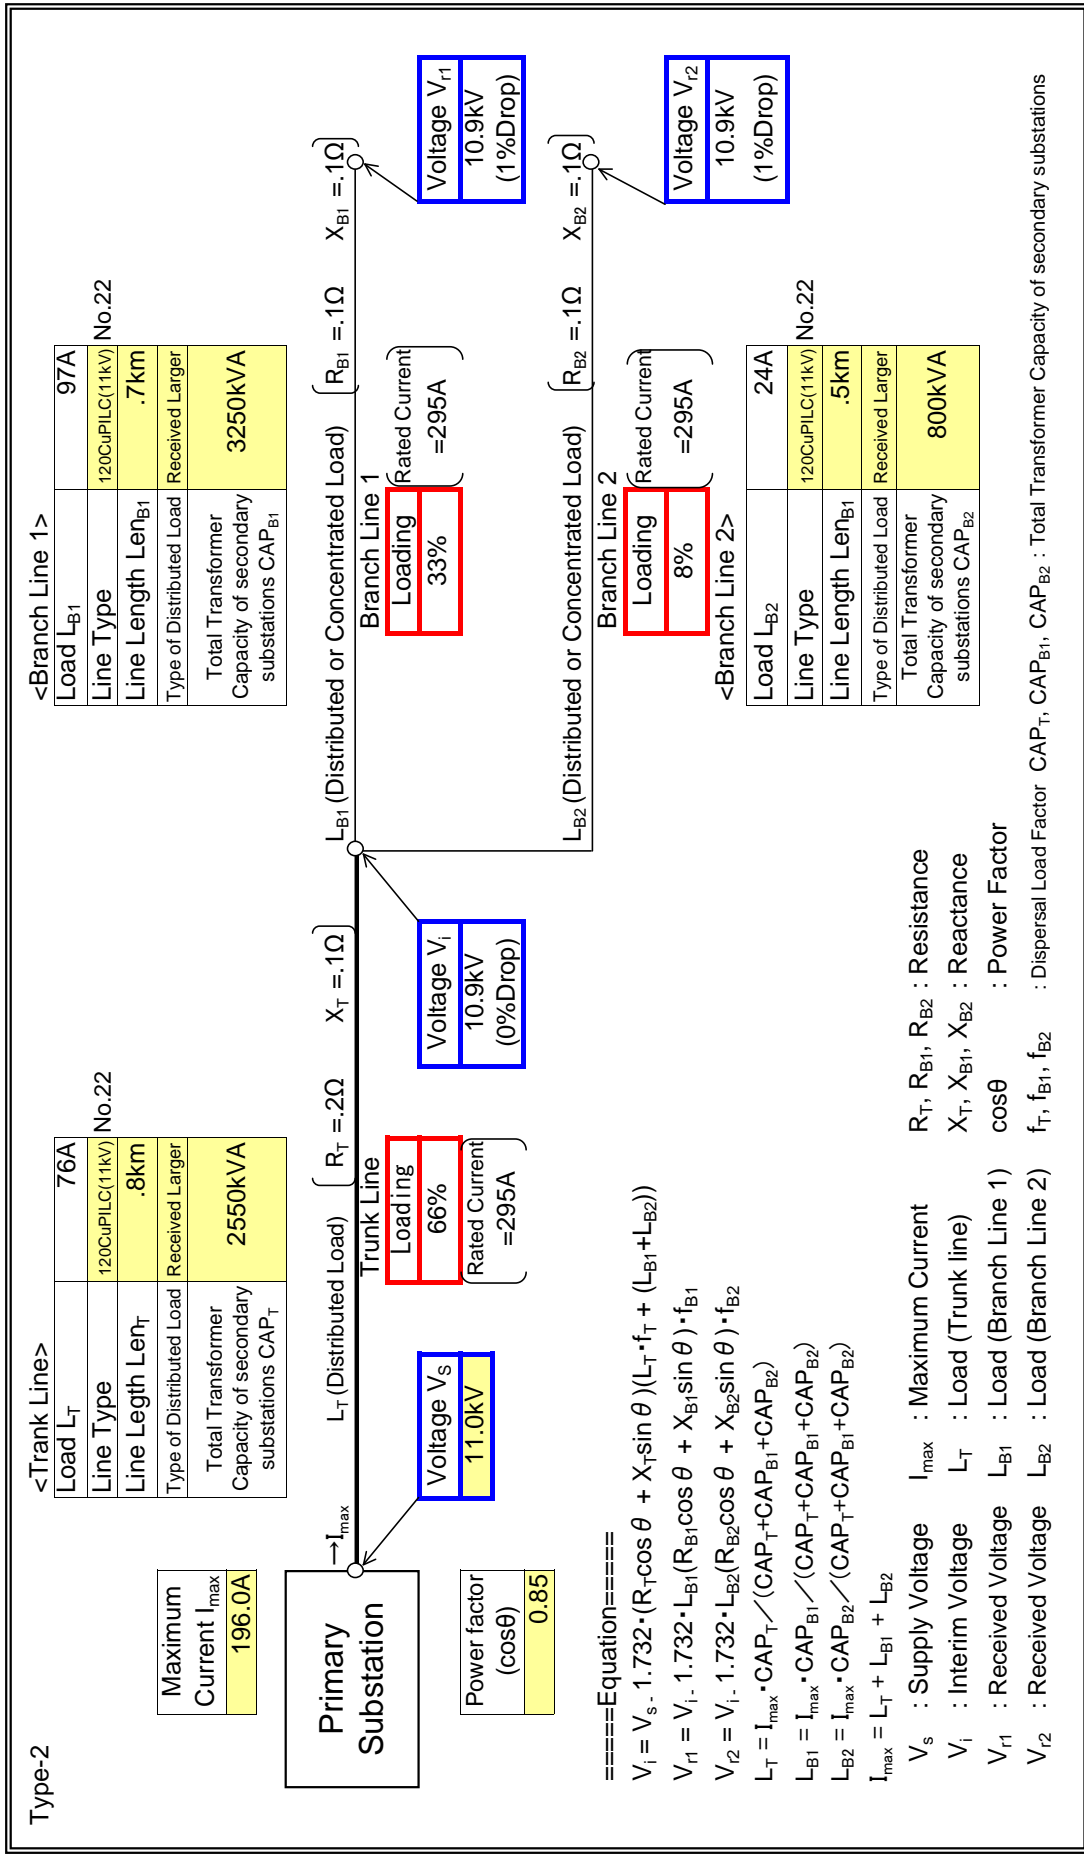 Type-2
Maximum
Current Imax
196.0A
<Trank Line>
Load LT 76A
Line Type 120CuPILC(11kV) No.22
Line Legth LenT .8km
Type of Distributed Load Received Larger
Total Transformer
Capacity of secondary
substations CAPT
2550kVA
<Branch Line 1>
Load LB1 97A
Line Type 120CuPILC(11kV) No.22
Line Length LenB1 .7km
Type of Distributed Load Received Larger
Total Transformer
Capacity of secondary
substations CAPB1
3250kVA
Primary
Substation
→Imax
LT (Distributed Load)
RT =.2Ω XT =.1Ω
LB1 (Distributed or Concentrated Load)
RB1 =.1Ω XB1 =.1Ω
Trunk Line
Loading
66%
Rated Current
=295A
Branch Line 1
Loading
33%
Rated Current
=295A
Voltage VS
11.0kV
Voltage Vi
10.9kV
(0%Drop)
Voltage Vr1
10.9kV
(1%Drop)
Power factor
(cosθ)
0.85
LB2 (Distributed or Concentrated Load)
RB2 =.1Ω XB2 =.1Ω
Branch Line 2
Loading
8%
Rated Current
=295A
Voltage Vr2
10.9kV
(1%Drop)
<Branch Line 2>
Load LB2 24A
Line Type 120CuPILC(11kV) No.22
Line Length LenB1 .5km
Type of Distributed Load Received Larger
Total Transformer
Capacity of secondary
substations CAPB2
800kVA
=====Equation=====
Vi = Vs - 1.732・(RTcos θ + XTsin θ )(LT・fT + (LB1+LB2))
Vr1 = Vi - 1.732・LB1(RB1cos θ + XB1sin θ )・fB1
Vr2 = Vi - 1.732・LB2(RB2cos θ + XB2sin θ )・fB2
LT = Imax・CAPT／(CAPT+CAPB1+CAPB2)
LB1 = Imax・CAPB1／(CAPT+CAPB1+CAPB2)
LB2 = Imax・CAPB2／(CAPT+CAPB1+CAPB2)
Imax = LT + LB1 + LB2
Vs : Supply Voltage Imax : Maximum Current RT, RB1, RB2 : Resistance
Vi : Interim Voltage LT : Load (Trunk line) XT, XB1, XB2 : Reactance
Vr1 : Received Voltage LB1 : Load (Branch Line 1) cosθ : Power Factor
Vr2 : Received Voltage LB2 : Load (Branch Line 2) fT, fB1, fB2 : Dispersal Load Factor CAPT, CAPB1, CAPB2 : Total Transformer Capacity of secondary substations